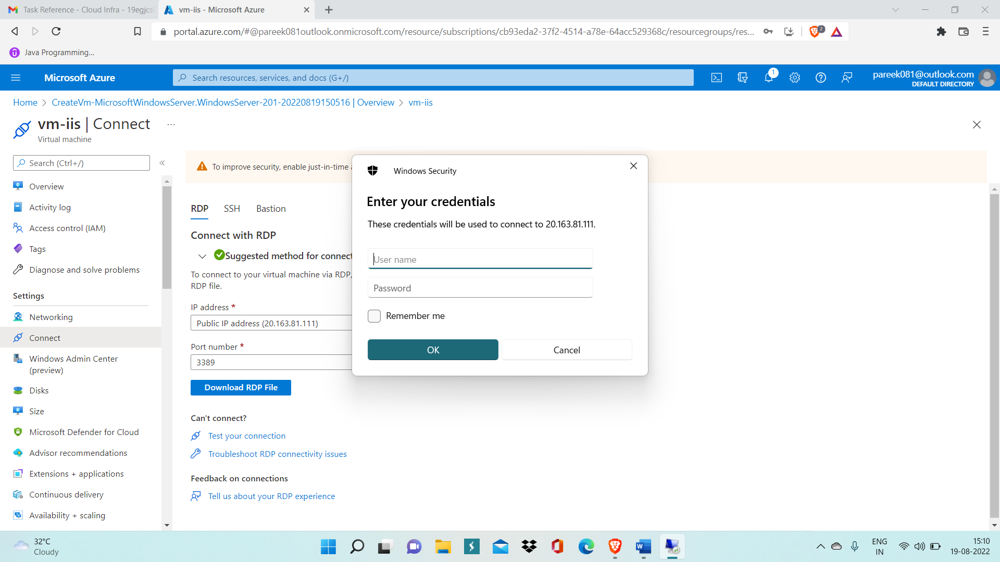 Task Reference - Cloud Infra - 19egjcs
vm-iis - Microsoft Azure
portal.azure.com/#@pareek081outlook.onmicrosoft.com/resource/subscriptions/cb93eda2-37f2-4514-a78e-64acc529368c/resourcegroups/res...
2
Java Programming...
Microsoft Azure
Search resources, services, and docs (G+/)
1
pareek081@outlook.com
DEFAULT DIRECTORY
Home > CreateVm-MicrosoftWindowsServer.WindowsServer-201-20220819150516 | Overview > vm-iis
vm-iis | Connect ...
Virtual machine
Search (Ctrl+/)
«
Overview
Activity log
Access control (IAM)
Tags
Diagnose and solve problems
Settings
Networking
Connect
Windows Admin Center
(preview)
Disks
Size
Microsoft Defender for Cloud
Advisor recommendations
Extensions + applications
Continuous delivery
Availability + scaling
To improve security, enable just-in-time
RDP SSH Bastion
Connect with RDP
Suggested method for connect
To connect to your virtual machine via RDP,
RDP file.
IP address *
Public IP address (20.163.81.111)
Port number *
3389
Download RDP File
Can't connect?
Test your connection
Troubleshoot RDP connectivity issues
Feedback on connections
Tell us about your RDP experience
Windows Security
Enter your credentials
These credentials will be used to connect to 20.163.81.111.
User name
Password
Remember me
OK Cancel
32°C
Cloudy
ENG
IN
15:10
19-08-2022